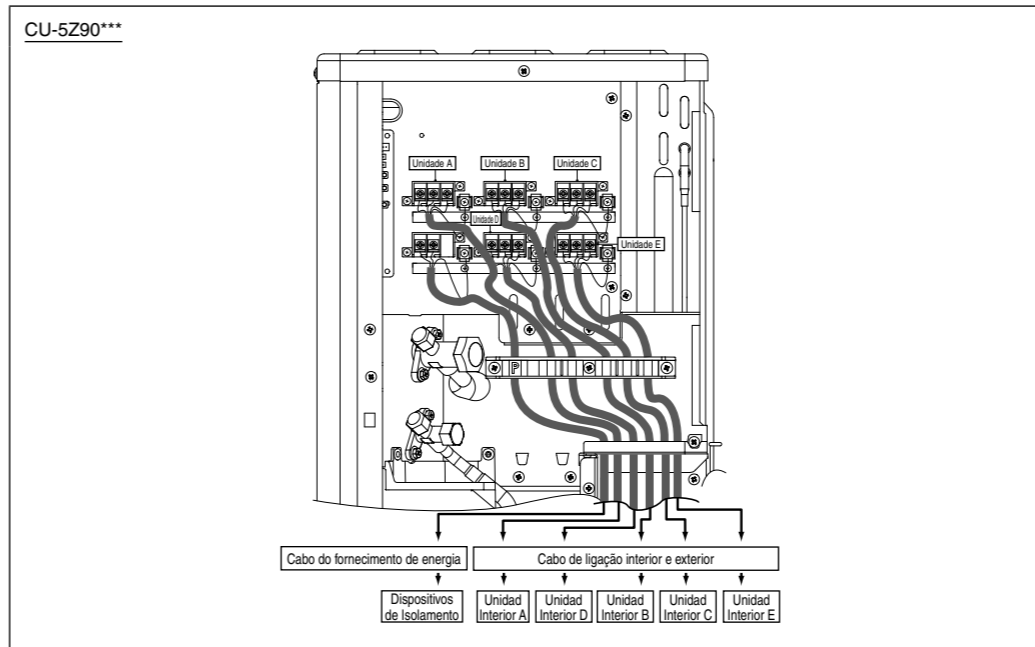 CU-5Z90***
Unidade A
Unidade B
Unidade C
Unidade D
Unidade E
P
Cabo do fornecimento de energia
Cabo de ligação interior e exterior
Dispositivos
de Isolamento
Unidad
Interior A
Unidad
Interior D
Unidad
Interior B
Unidad
Interior C
Unidad
Interior E